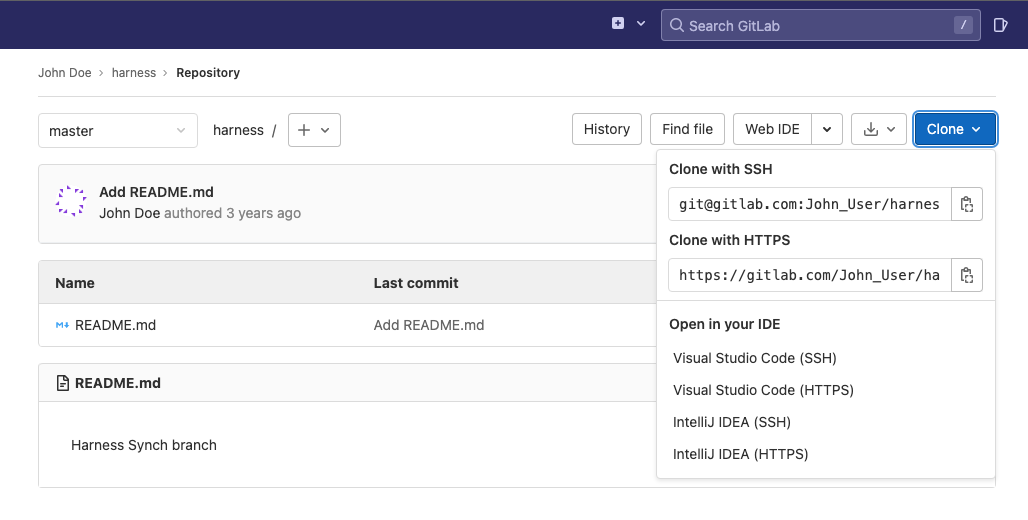 Search GitLab /
John Doe › harness › Repository
master
harness /
History
Find file
Web IDE
Clone
Add README.md
John Doe authored 3 years ago
Clone with SSH
git@gitlab.com:John_User/harnes
Clone with HTTPS
https://gitlab.com/John_User/ha
Name Last commit
README.md Add README.md
Open in your IDE
Visual Studio Code (SSH)
Visual Studio Code (HTTPS)
IntelliJ IDEA (SSH)
IntelliJ IDEA (HTTPS)
README.md
Harness Synch branch